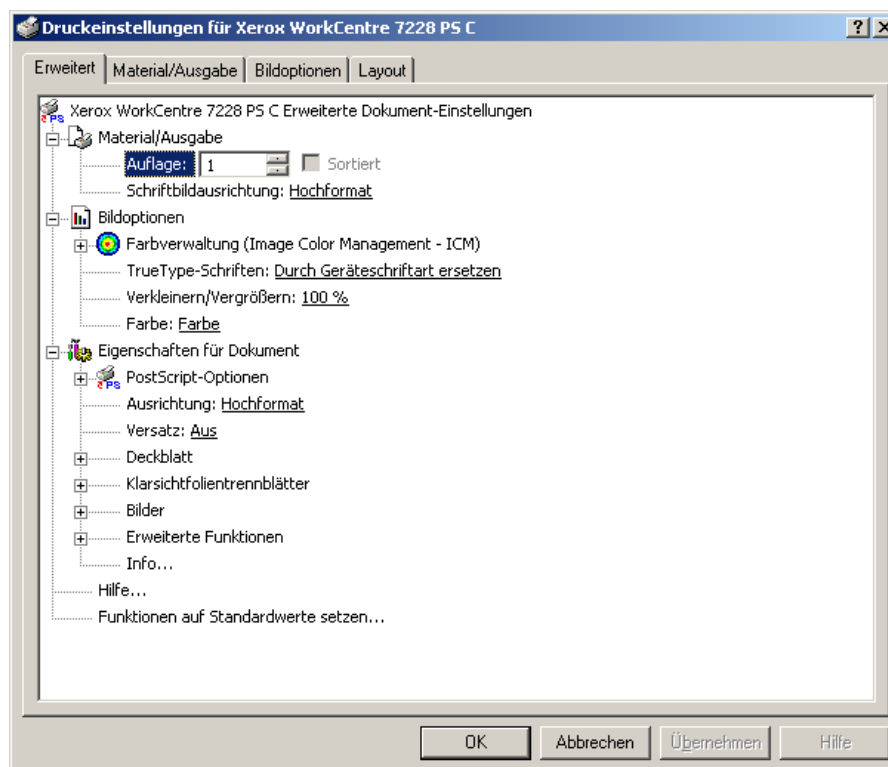 Druckeinstellungen für Xerox WorkCentre 7228 PS C
Erweitert Material/Ausgabe Bildoptionen Layout
Xerox WorkCentre 7228 PS C Erweiterte Dokument-Einstellungen
Material/Ausgabe
Auflage: 1 Sortiert
Schriftbildausrichtung: Hochformat
Bildoptionen
Farbverwaltung (Image Color Management - ICM)
TrueType-Schriften: Durch Geräteschriftart ersetzen
Verkleinern/Vergrößern: 100 %
Farbe: Farbe
Eigenschaften für Dokument
PostScript-Optionen
Ausrichtung: Hochformat
Versatz: Aus
Deckblatt
Klarsichtfolientrennblätter
Bilder
Erweiterte Funktionen
Info...
Hilfe...
Funktionen auf Standardwerte setzen...
OK Abbrechen Übernehmen Hilfe